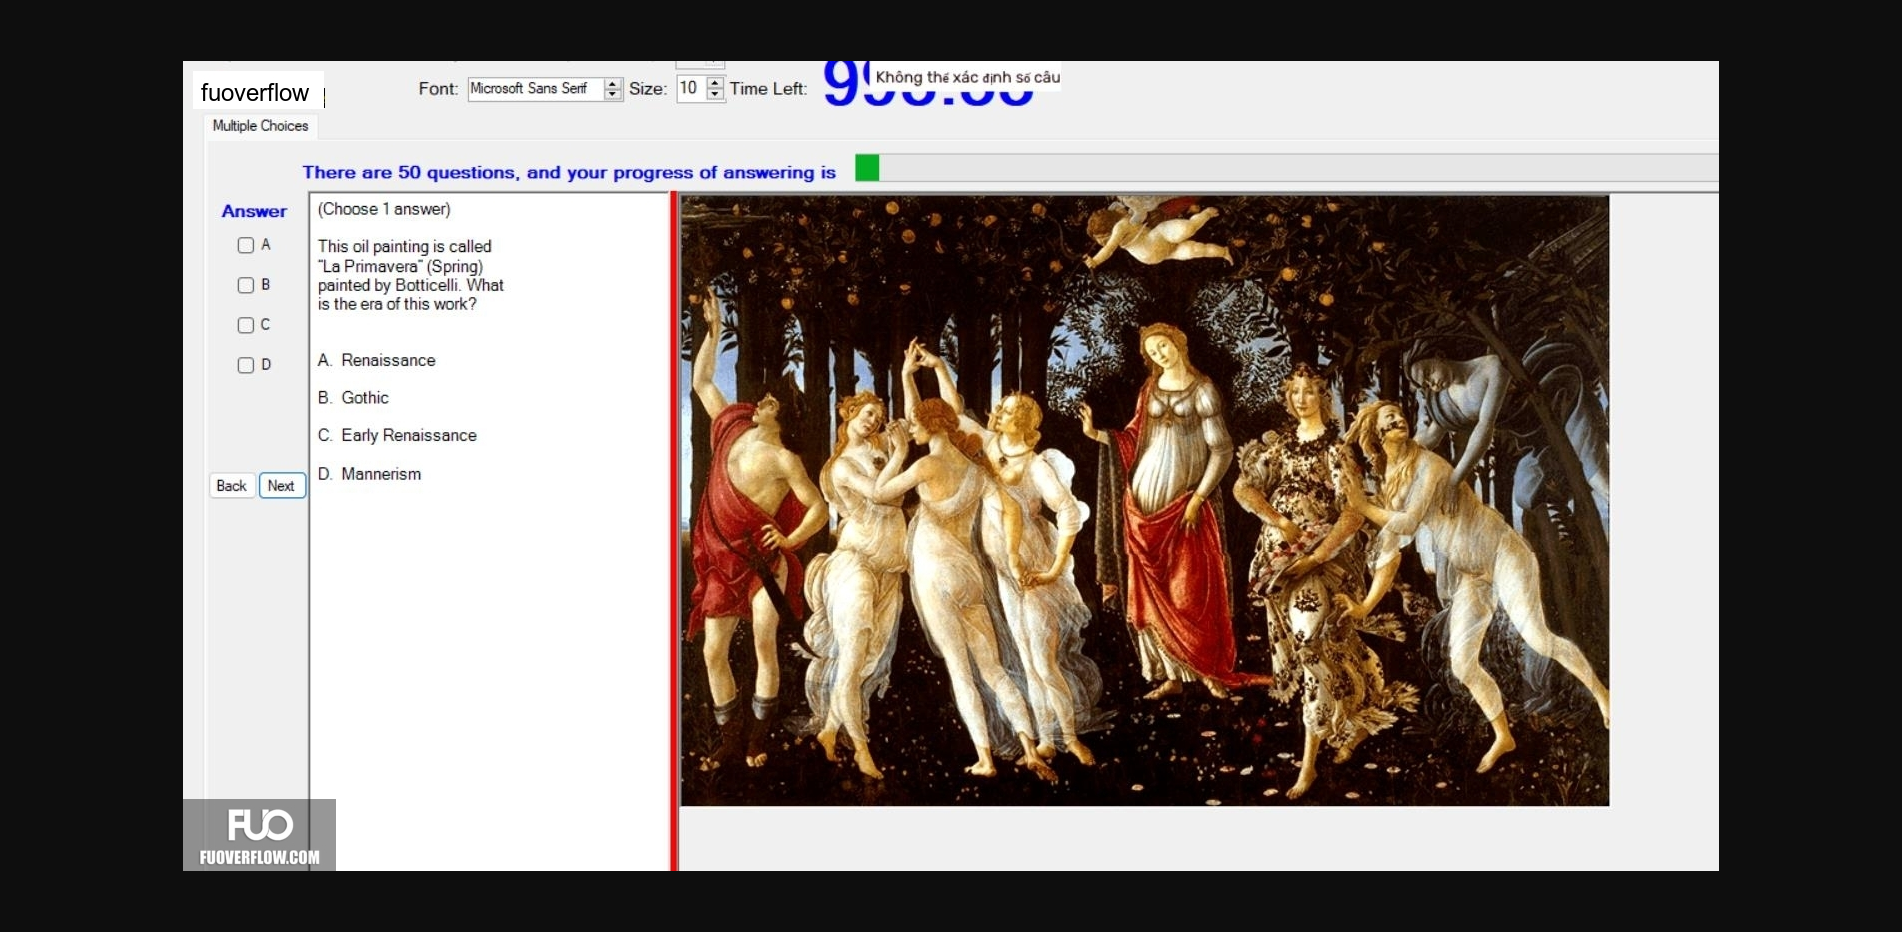 fuoverflow
Font: Microsoft Sans Serif Size: 10 Time Left:
Không thể xác định số câu
Multiple Choices
There are 50 questions, and your progress of answering is
Answer
A
B
C
D
Back Next
(Choose 1 answer)
This oil painting is called
"La Primavera" (Spring)
painted by Botticelli. What
is the era of this work?
A. Renaissance
B. Gothic
C. Early Renaissance
D. Mannerism
FUO
FUOVERFLOW.COM